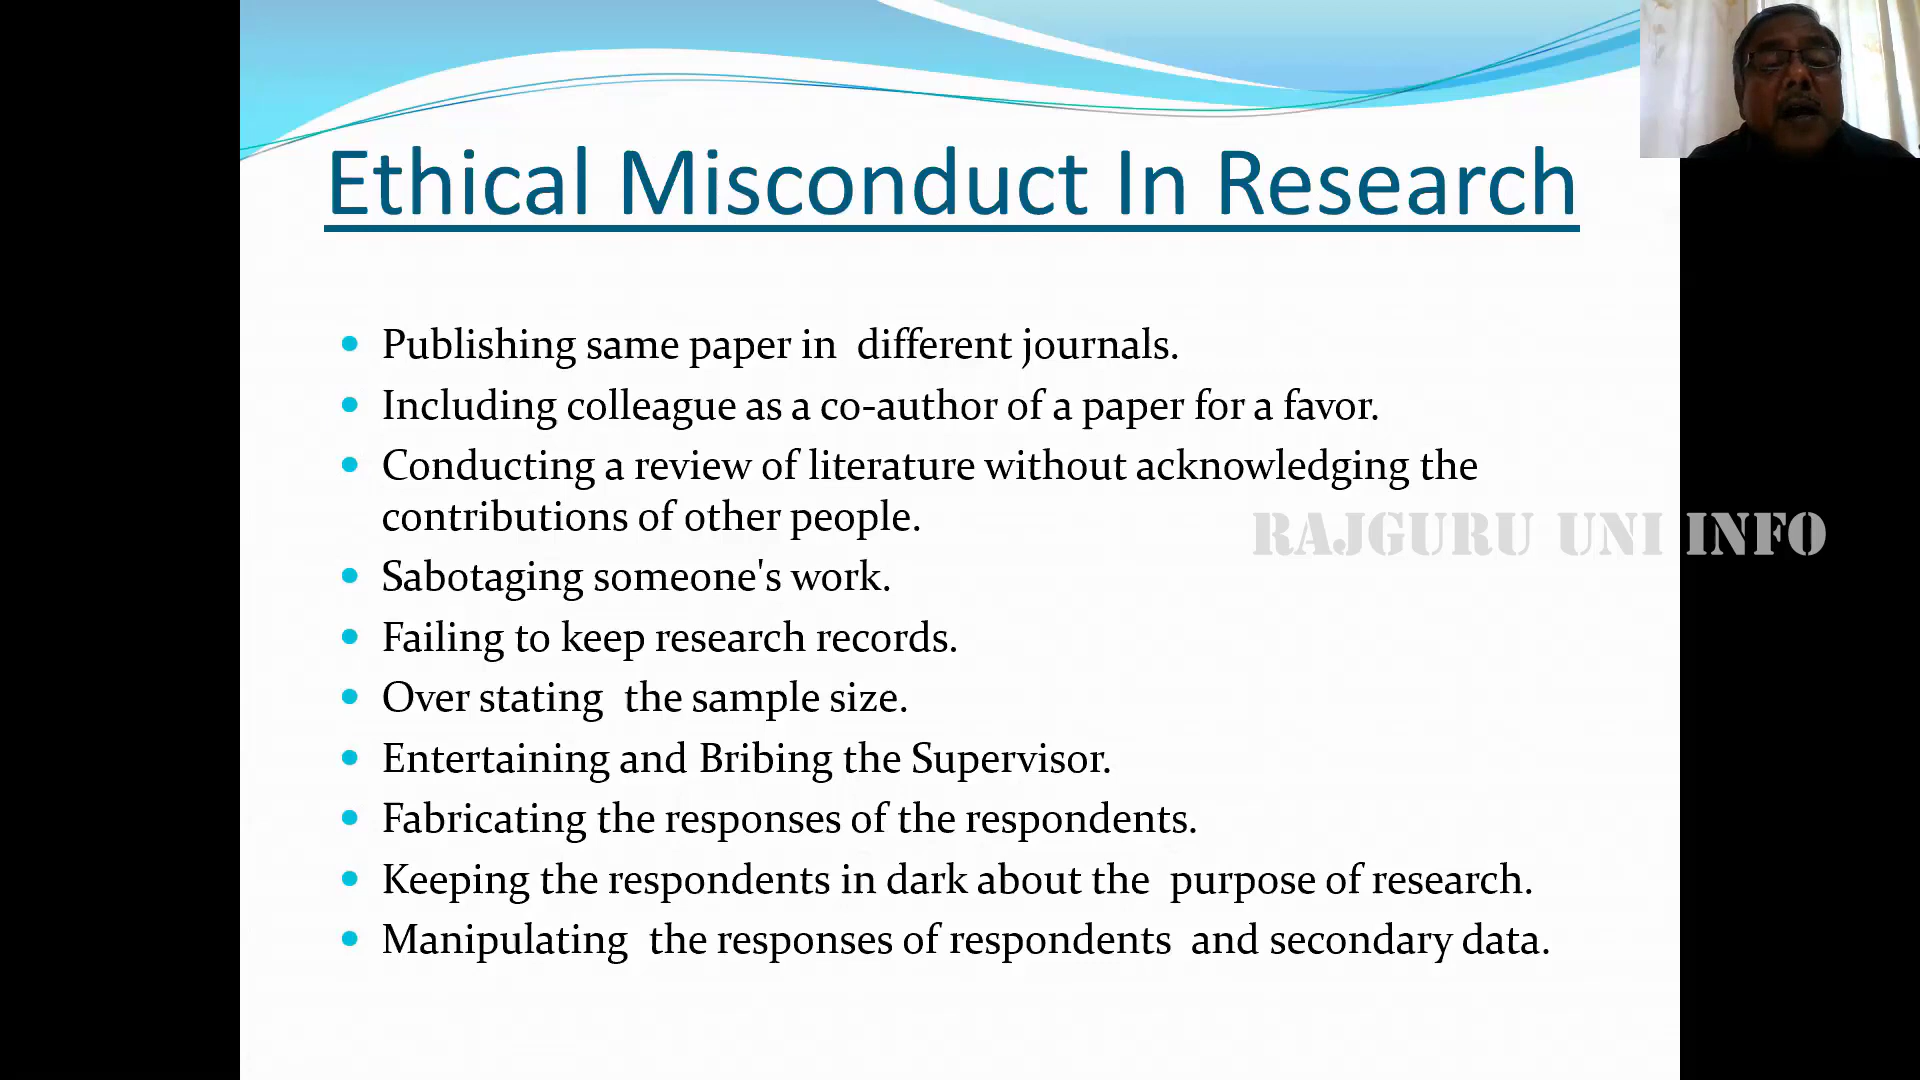 Ethical Misconduct In Research
• Publishing same paper in different journals.
• Including colleague as a co-author of a paper for a favor.
• Conducting a review of literature without acknowledging the
contributions of other people.
RAJGURU UNI INFO
• Sabotaging someone's work.
• Failing to keep research records.
• Over stating the sample size.
• Entertaining and Bribing the Supervisor.
• Fabricating the responses of the respondents.
• Keeping the respondents in dark about the purpose of research.
• Manipulating the responses of respondents and secondary data.